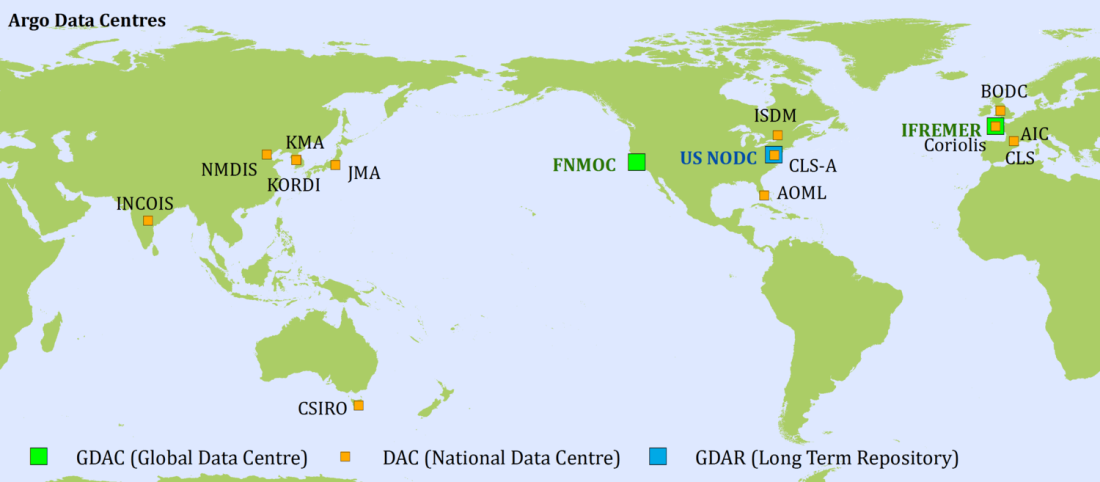 Argo Data Centres
BODC
ISDM
IFREMER
AIC
Coriolis
CLS
KMA
NMDIS
JMA
KORDI
FNMOC
US NODC
CLS-A
AOML
INCOIS
CSIRO
GDAC (Global Data Centre)
DAC (National Data Centre)
GDAR (Long Term Repository)